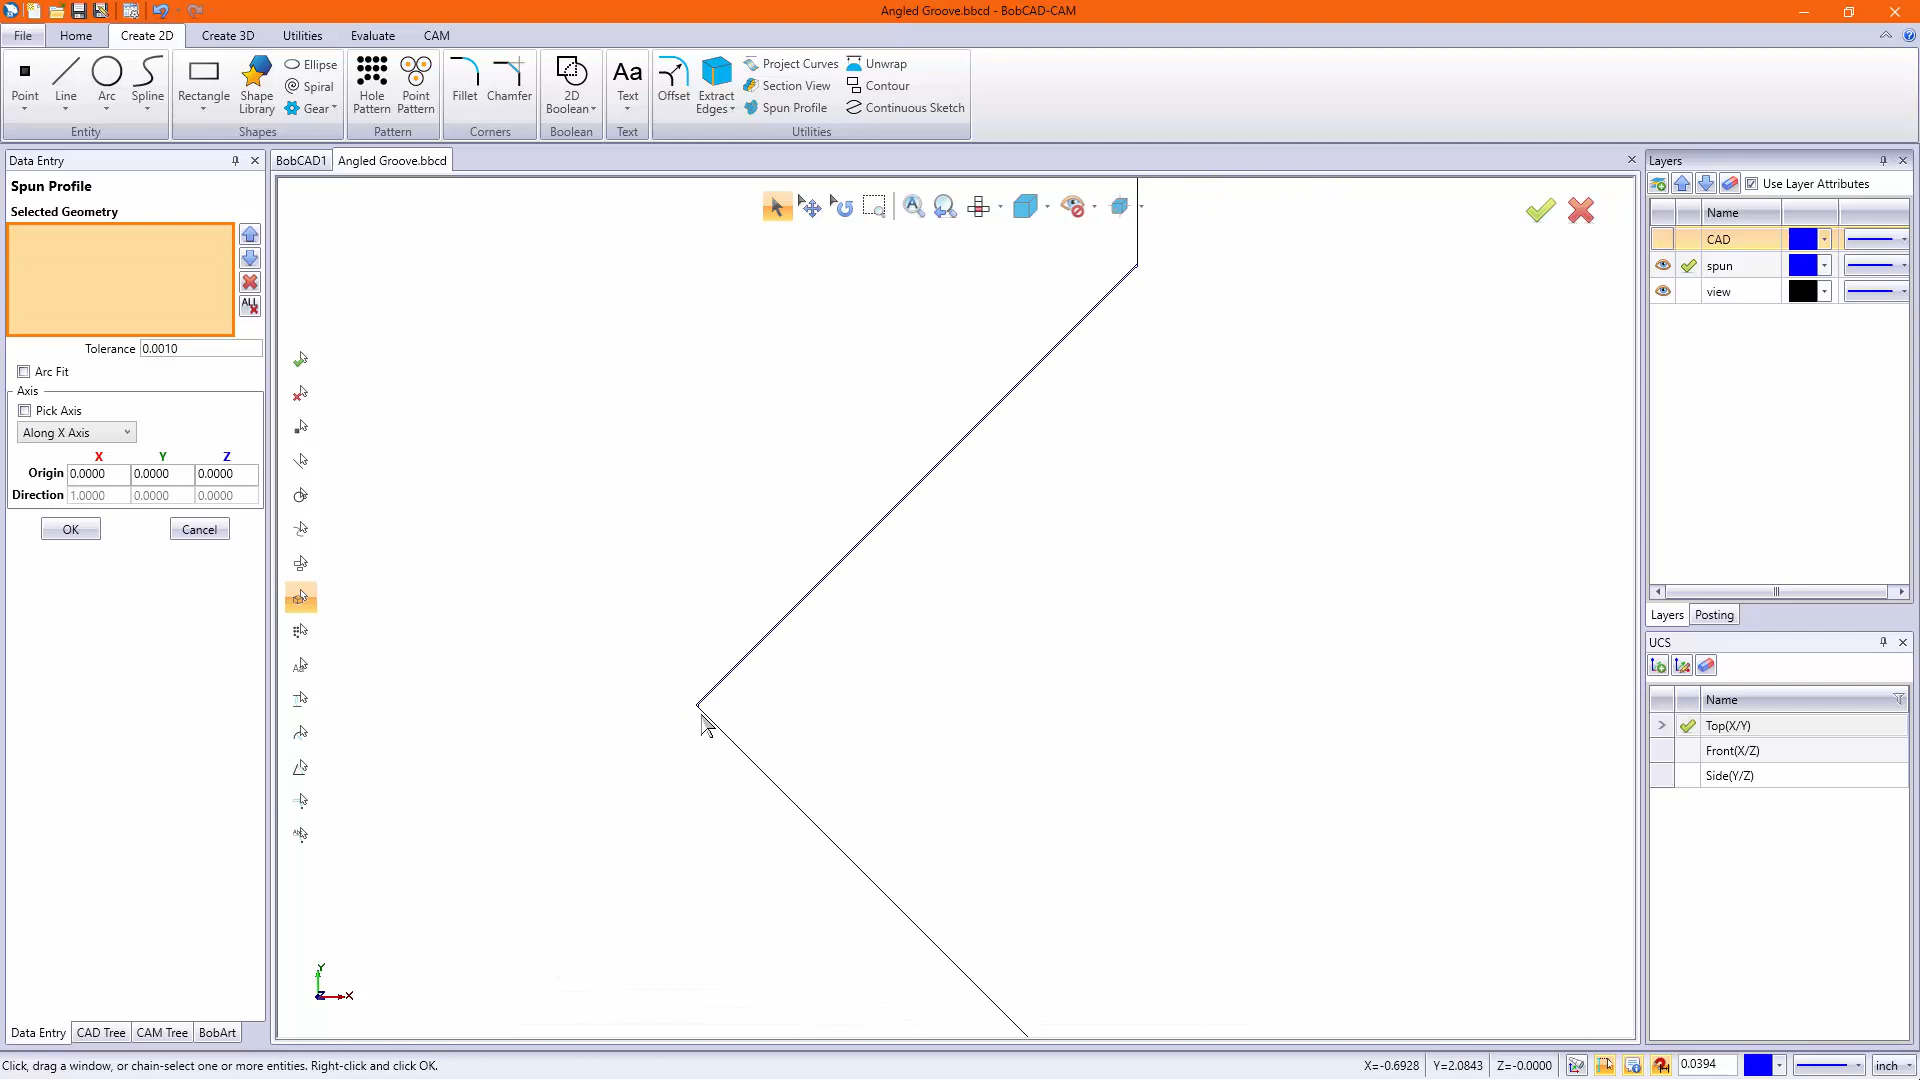 Angled Groove.bbcd - BobCAD-CAM
File Home Create 2D Create 3D Utilities Evaluate CAM
Point Line Arc Spline
Entity
Rectangle Shape Library
Ellipse
Spiral
Gear
Shapes
Hole Pattern Point Pattern
Pattern
Fillet Chamfer
Corners
2D Boolean
Boolean
Text
Text
Offset Extract Edges
Project Curves
Section View
Spun Profile
Unwrap
Contour
Continuous Sketch
Utilities
Data Entry
Spun Profile
Selected Geometry
ALL
Tolerance 0.0010
Arc Fit
Axis
Pick Axis
Along X Axis
X Y Z
Origin 0.0000 0.0000 0.0000
Direction 1.0000 0.0000 0.0000
OK Cancel
Data Entry CAD Tree CAM Tree BobArt
BobCAD1 Angled Groove.bbcd
Y
Z X
Layers
Use Layer Attributes
Name
CAD
spun
view
Layers Posting
UCS
Name
Top(X/Y)
Front(X/Z)
Side(Y/Z)
Click, drag a window, or chain-select one or more entities. Right-click and click OK.
X=-0.6928 Y=2.0843 Z=-0.0000 0.0394 inch